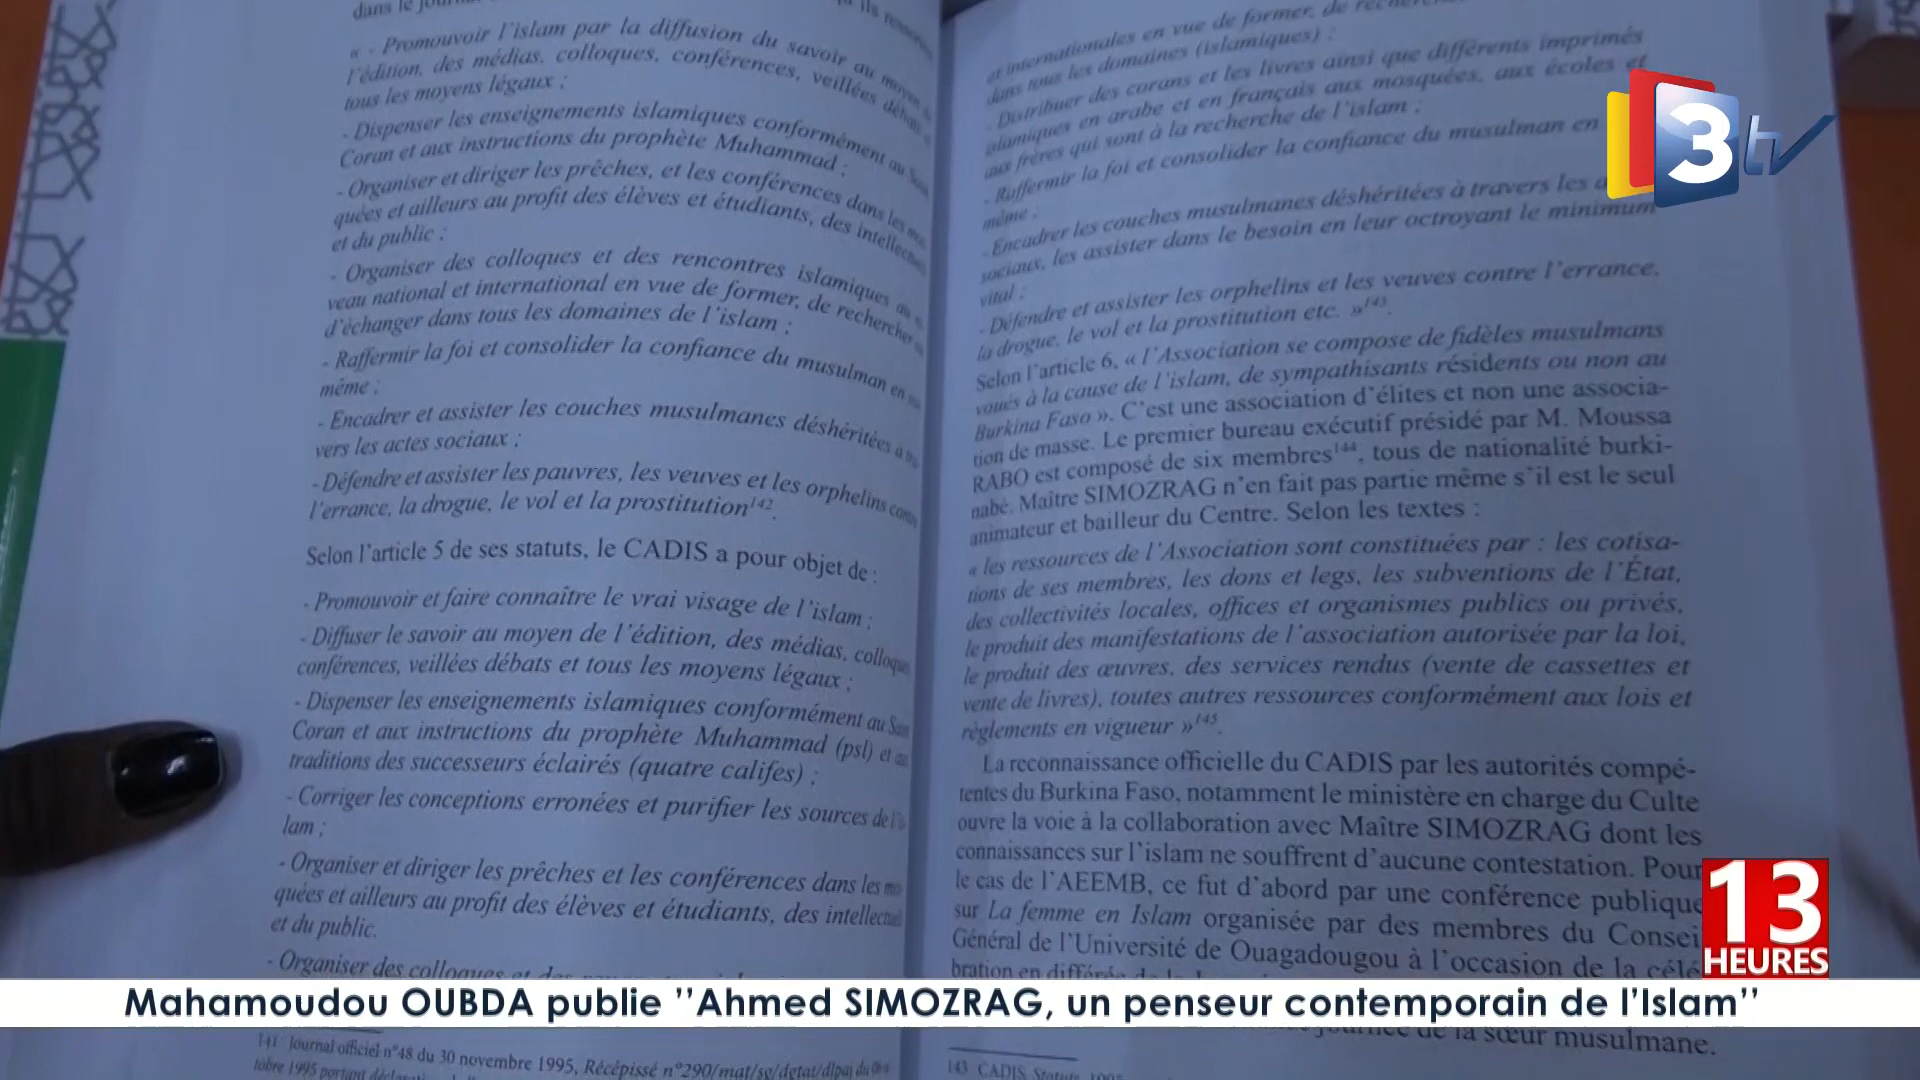 dans le
« - Promouvoir l'islam par la diffusion du savoir au moyen de
l'édition, des médias, colloques, conférences, veillées débats
tous les moyens légaux ;
- Dispenser les enseignements islamiques conformément au Saint
Coran et aux instructions du prophète Muhammad ;
- Organiser et diriger les prêches, et les conférences dans les
quées et ailleurs au profit des élèves et étudiants, des intellectuels
et du public ;
- Organiser des colloques et des rencontres islamiques au
veau national et international en vue de former, de rechercher
d'échanger dans tous les domaines de l'islam ;
- Raffermir la foi et consolider la confiance du musulman en
même ;
- Encadrer et assister les couches musulmanes déshéritées à
vers les actes sociaux ;
- Défendre et assister les pauvres, les veuves et les orphelins contre
l'errance, la drogue, le vol et la prostitution142.
Selon l'article 5 de ses statuts, le CADIS a pour objet de :
- Promouvoir et faire connaître le vrai visage de l'islam ;
- Diffuser le savoir au moyen de l'édition, des médias, colloques
conférences, veillées débats et tous les moyens légaux ;
- Dispenser les enseignements islamiques conformément au Saint
Coran et aux instructions du prophète Muhammad (psl) et aux
traditions des successeurs éclairés (quatre califes) ;
- Corriger les conceptions erronées et purifier les sources de l'is
lam ;
- Organiser et diriger les prêches et les conférences dans les mos
quées et ailleurs au profit des élèves et étudiants, des intellectuels
et du public.
- Organiser des colloques et des
141 Journal officiel n°48 du 30 novembre 1995, Récépissé n°290/mat/sg/dgtat/dlpaj du
tobre 1995 portant
et internationales en vue de former, de
dans tous les domaines (islamiques) ;
- Distribuer des corans et les livres ainsi que différents imprimés
islamiques en arabe et en français aux mosquées, aux écoles et
aux frères qui sont à la recherche de l'islam ;
- Raffermir la foi et consolider la confiance du musulman en
même ;
- Encadrer les couches musulmanes déshéritées à travers les
sociaux, les assister dans le besoin en leur octroyant le minimum
vital ;
- Défendre et assister les orphelins et les veuves contre l'errance,
la drogue, le vol et la prostitution etc. »143.
Selon l'article 6, « l'Association se compose de fidèles musulmans
voués à la cause de l'islam, de sympathisants résidents ou non au
Burkina Faso ». C'est une association d'élites et non une associa-
tion de masse. Le premier bureau exécutif présidé par M. Moussa
RABO est composé de six membres144, tous de nationalité burki-
nabè. Maître SIMOZRAG n'en fait pas partie même s'il est le seul
animateur et bailleur du Centre. Selon les textes :
« les ressources de l'Association sont constituées par : les cotisa-
tions de ses membres, les dons et legs, les subventions de l'État,
des collectivités locales, offices et organismes publics ou privés,
le produit des manifestations de l'association autorisée par la loi,
le produit des œuvres, des services rendus (vente de cassettes et
vente de livres), toutes autres ressources conformément aux lois et
règlements en vigueur »145.
La reconnaissance officielle du CADIS par les autorités compé-
tentes du Burkina Faso, notamment le ministère en charge du Culte
ouvre la voie à la collaboration avec Maître SIMOZRAG dont les
connaissances sur l'islam ne souffrent d'aucune contestation. Pour
le cas de l'AEEMB, ce fut d'abord par une conférence publique
sur La femme en Islam organisée par des membres du Conseil
Général de l'Université de Ouagadougou à l'occasion de la célé
bration en différée de la
journée de la sœur musulmane.
143 CADIS, Statuts,
3tv
13
HEURES
Mahamoudou OUBDA publie ’’Ahmed SIMOZRAG, un penseur contemporain de l’Islam’’